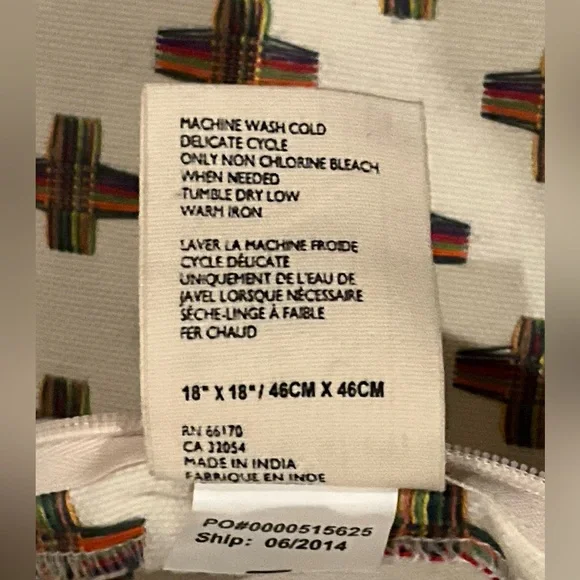 MACHINE WASH COLD
DELICATE CYCLE
ONLY NON CHLORINE BLEACH
WHEN NEEDED
TUMBLE DRY LOW
WARM IRON
LAVER LA MACHINE FROIDE
CYCLE DÉLICATE
UNIQUEMENT DE L'EAU DE
JAVEL LORSQUE NÉCESSAIRE
SÉCHE-LINGE À FAIBLE
FER CHAUD
18" X 18"/ 46CM X 46CM
RN 66170
CA 32054
MADE IN INDIA
FABRIQUE EN INDE
PO#0000515625
Ship: 06/2014